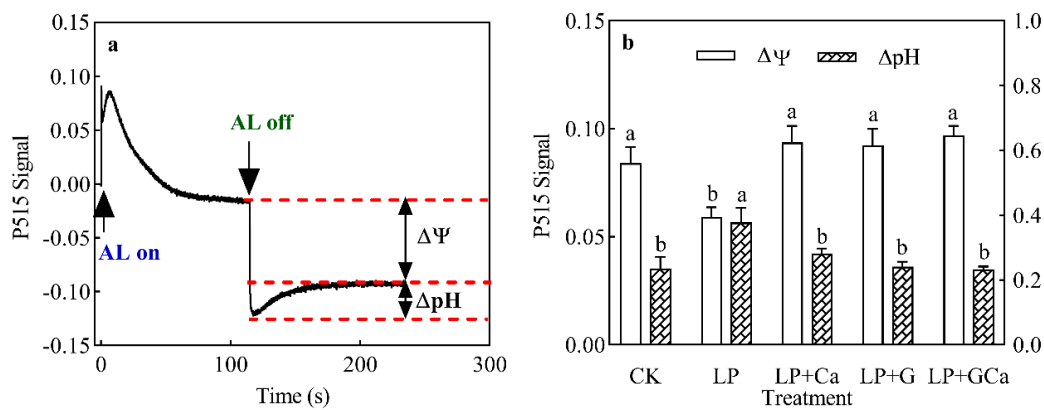 a
P515 Signal
0.15
0.10
0.05
0.00
-0.05
-0.10
-0.15
AL on
AL off
ΔΨ
ΔpH
0 100 200 300
Time (s)
b
ΔΨ ΔpH
P515 Signal
0.15
0.10
0.05
0.00
1.0
0.8
0.6
0.4
0.2
0.0
a b
b a
a b
a b
a b
CK LP LP+Ca LP+G LP+GCa
Treatment